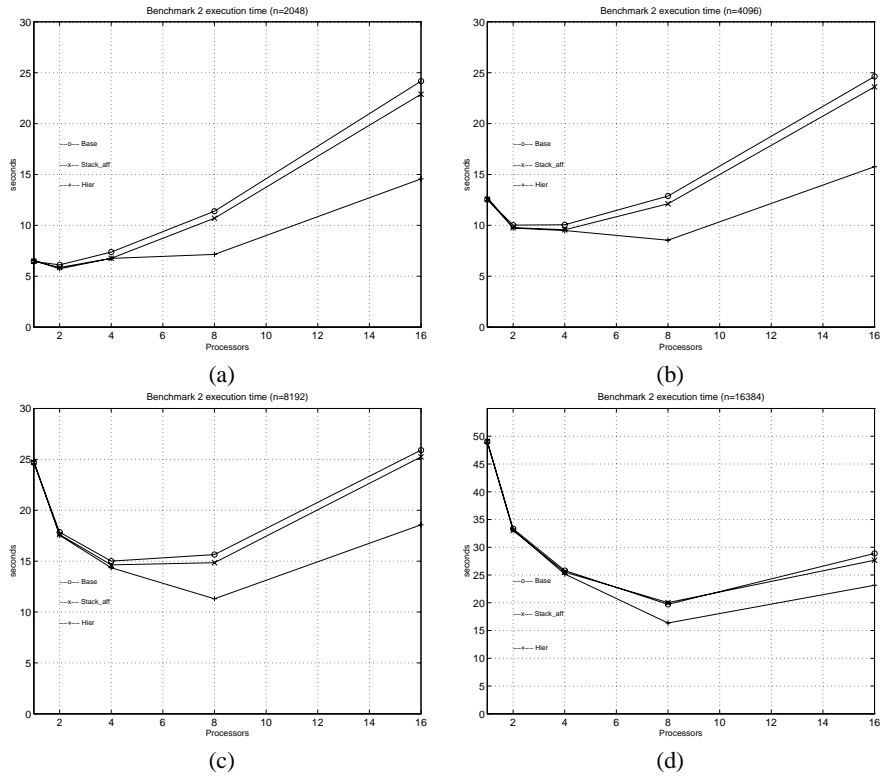 Benchmark 2 execution time (n=2048)
30
25
20
15
10
5
0
seconds
Base
Stack_aff
Hier
2 4 6 8 10 12 14 16
Processors
(a)
Benchmark 2 execution time (n=4096)
30
25
20
15
10
5
0
seconds
Base
Stack_aff
Hier
2 4 6 8 10 12 14 16
Processors
(b)
Benchmark 2 execution time (n=8192)
30
25
20
15
10
5
0
seconds
Base
Stack_aff
Hier
2 4 6 8 10 12 14 16
Processors
(c)
Benchmark 2 execution time (n=16384)
50
45
40
35
30
25
20
15
10
5
0
seconds
Base
Stack_aff
Hier
2 4 6 8 10 12 14 16
Processors
(d)